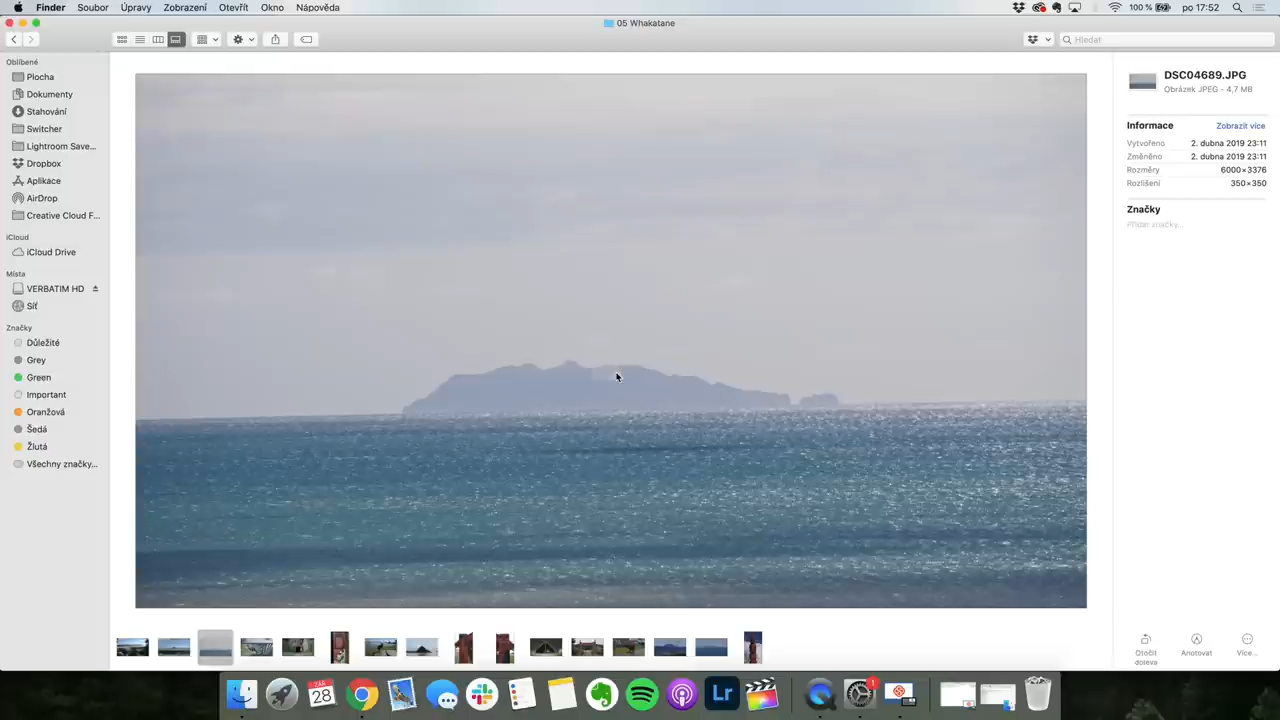 Finder Soubor Úpravy Zobrazení Otevřít Okno Nápověda
100 % po 17:52
05 Whakatane
Hledat
Oblíbené
Plocha
Dokumenty
Stahování
Switcher
Lightroom Save...
Dropbox
Aplikace
AirDrop
Creative Cloud F...
iCloud
iCloud Drive
Místa
VERBATIM HD
Síť
Značky
Důležité
Grey
Green
Important
Oranžová
Šedá
Žlutá
Všechny značky...
DSC04689.JPG
Obrázek JPEG - 4,7 MB
Informace Zobrazit více
Vytvořeno 2. dubna 2019 23:11
Změněno 2. dubna 2019 23:11
Rozměry 6000×3376
Rozlišení 350×350
Značky
Přidat značky...
Otočit doleva
Anotovat
Více...
ZÁŘ
28
Lr
1